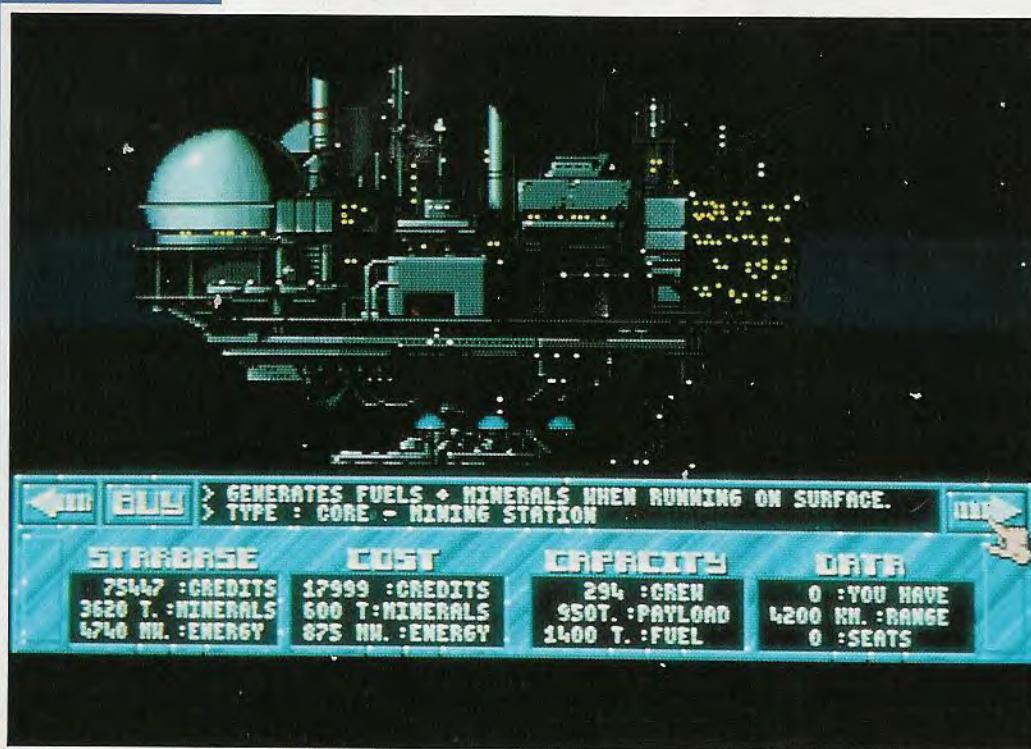 BUY
> GENERATES FUELS + MINERALS WHEN RUNNING ON SURFACE.
> TYPE : CORE - MINING STATION
STARBASE
75447 :CREDITS
3620 T. :MINERALS
4740 MW. :ENERGY
COST
17999 :CREDITS
600 T:MINERALS
875 MW. :ENERGY
CAPACITY
294 :CREW
950T. :PAYLOAD
1400 T. :FUEL
DATA
0 :YOU HAVE
4200 KM. :RANGE
0 :SEATS